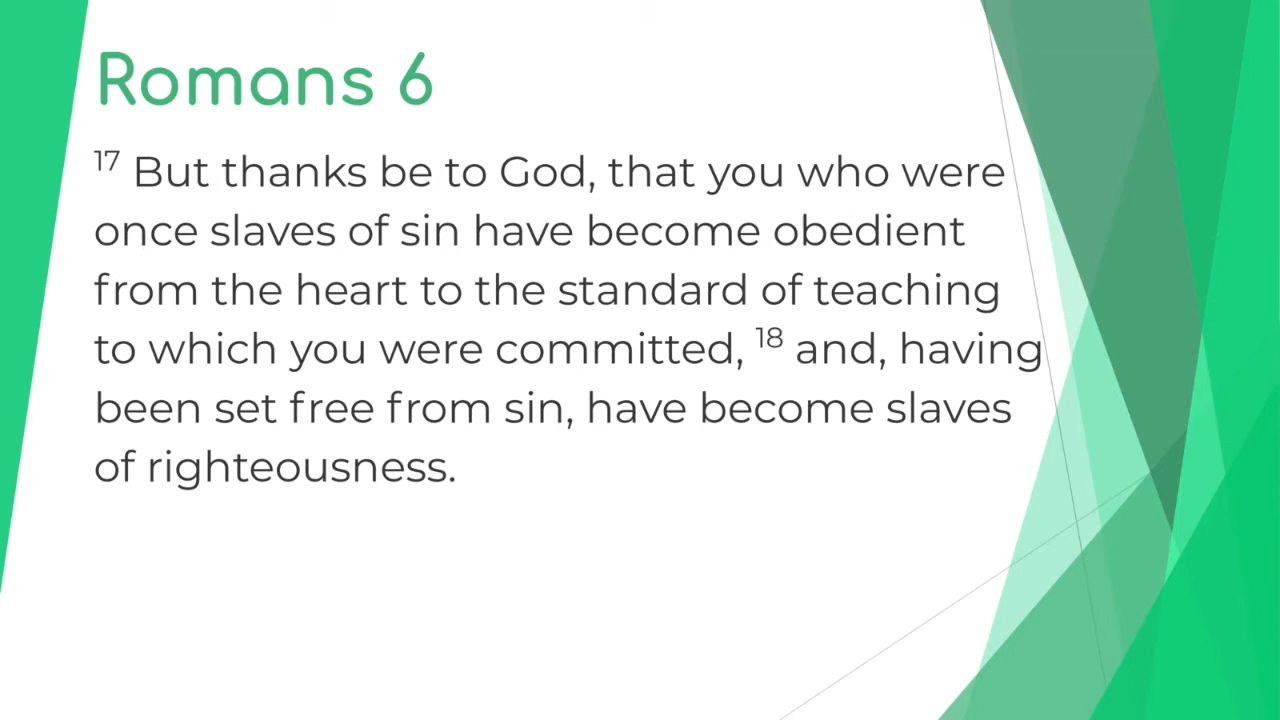 Romans 6
17 But thanks be to God, that you who were
once slaves of sin have become obedient
from the heart to the standard of teaching
to which you were committed, 18 and, having
been set free from sin, have become slaves
of righteousness.